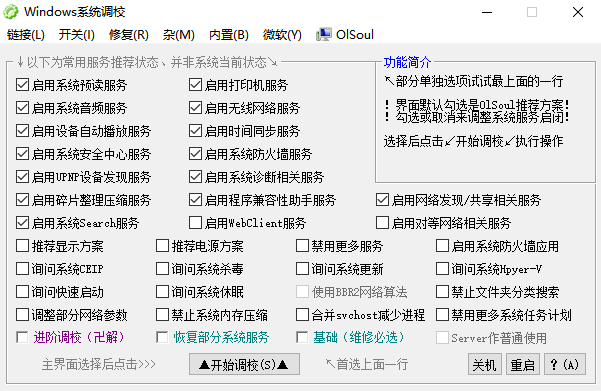 Windows系统调校
链接(L) 开关(I) 修复(R) 杂(M) 内置(B) 微软(Y) OlSoul
↓以下为常用服务推荐状态、并非系统当前状态↘ 功能简介
启用系统预读服务 启用打印机服务 ↖部分单独选项试试最上面的一行
启用系统音频服务 启用无线网络服务 ! 界面默认勾选是OlSoul推荐方案!
! 勾选或取消来调整系统服务启闭!
启用设备自动播放服务 启用时间同步服务
启用系统安全中心服务 启用系统防火墙服务 选择后点击↙开始调校↙执行操作
启用UPNP设备发现服务 启用系统诊断相关服务
启用碎片整理压缩服务 启用程序兼容性助手服务 启用网络发现/共享相关服务
启用系统Search服务 启用WebClient服务 启用对等网络相关服务
推荐显示方案 推荐电源方案 禁用更多服务 启用系统防火墙应用
询问系统CEIP 询问系统杀毒 询问系统更新 询问系统Hpyer-V
询问快速启动 询问系统休眠 使用BBR2网络算法 禁止文件夹分类搜索
调整部分网络参数 禁止系统内存压缩 合并svchost减少进程 禁用更多系统任务计划
进阶调校（卍解） 恢复部分系统服务 基础（维修必选） Server作普通使用
主界面选择后点击>>> ▲开始调校(S)▲ ↖首选上面一行 关机 重启 ?(A)